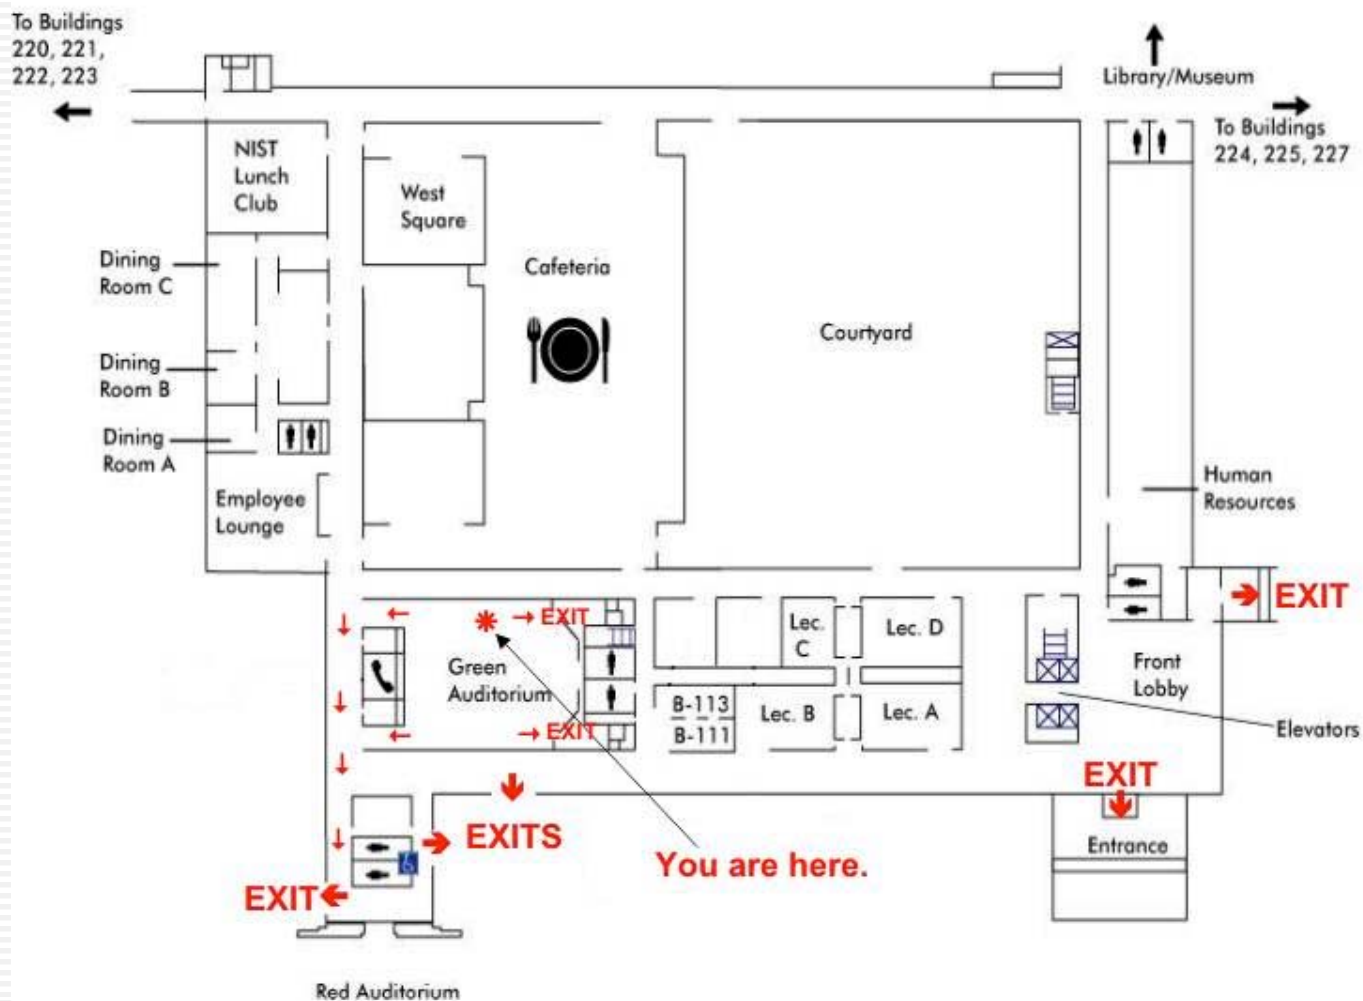 To Buildings
220, 221,
222, 223
Library/Museum
To Buildings
224, 225, 227
NIST
Lunch
Club
West
Square
Dining
Room C
Cafeteria
Courtyard
Dining
Room B
Dining
Room A
Employee
Lounge
Human
Resources
EXIT
EXIT
Lec.
C
Lec. D
Green
Auditorium
Front
Lobby
B-113
B-111
Lec. B
Lec. A
EXIT
Elevators
EXIT
EXITS
Entrance
You are here.
EXIT
Red Auditorium